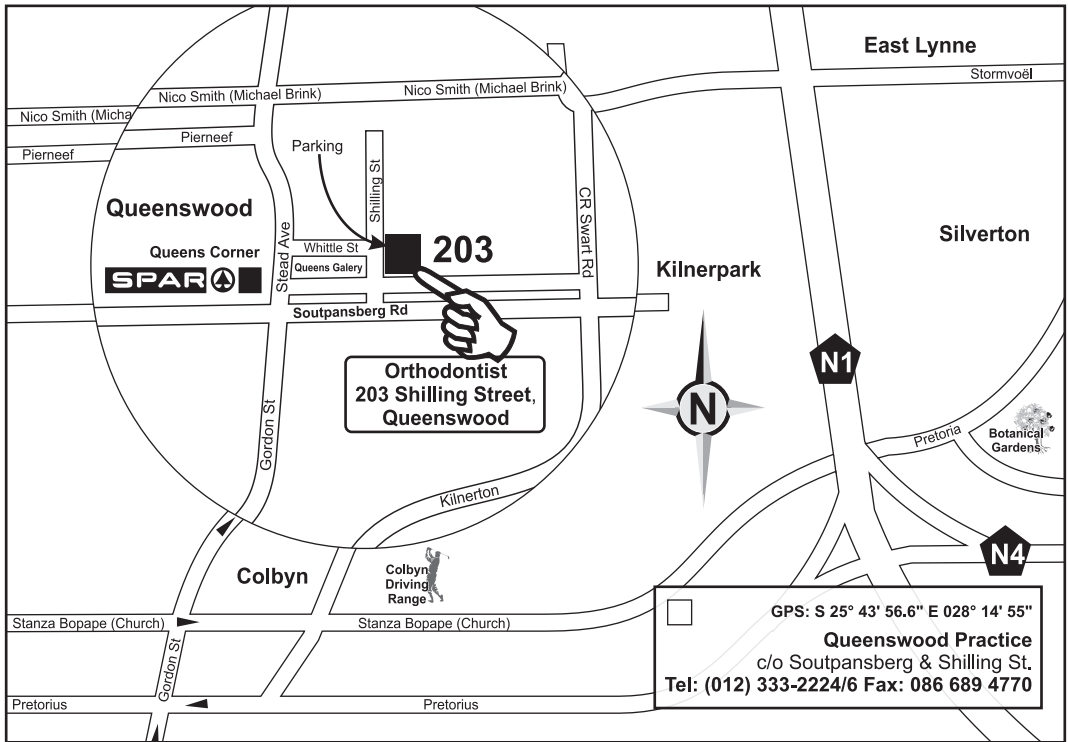 East Lynne
Stormvoël
Nico Smith (Michael Brink)
Nico Smith (Michael Brink)
Nico Smith (Micha
Pierneef
Pierneef
Parking
Shilling St
CR Swart Rd
Queenswood
Stead Ave
Whittle St
203
Silverton
Queens Corner
SPAR
Queens Galery
Kilnerpark
Soutpansberg Rd
Orthodontist
203 Shilling Street,
Queenswood
N1
N
Gordon St
Pretoria
Botanical
Gardens
Kilnerton
N4
Colbyn
Colbyn
Driving
Range
Stanza Bopape (Church)
Stanza Bopape (Church)
Gordon St
Pretorius
Pretorius
GPS: S 25° 43' 56.6" E 028° 14' 55"
Queenswood Practice
c/o Soutpansberg & Shilling St.
Tel: (012) 333-2224/6 Fax: 086 689 4770